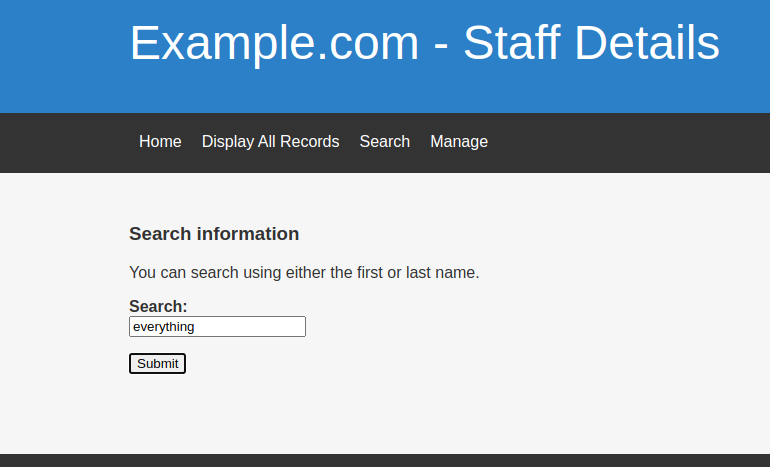 Example.com - Staff Details
Home Display All Records Search Manage
Search information
You can search using either the first or last name.
Search:
everything
Submit